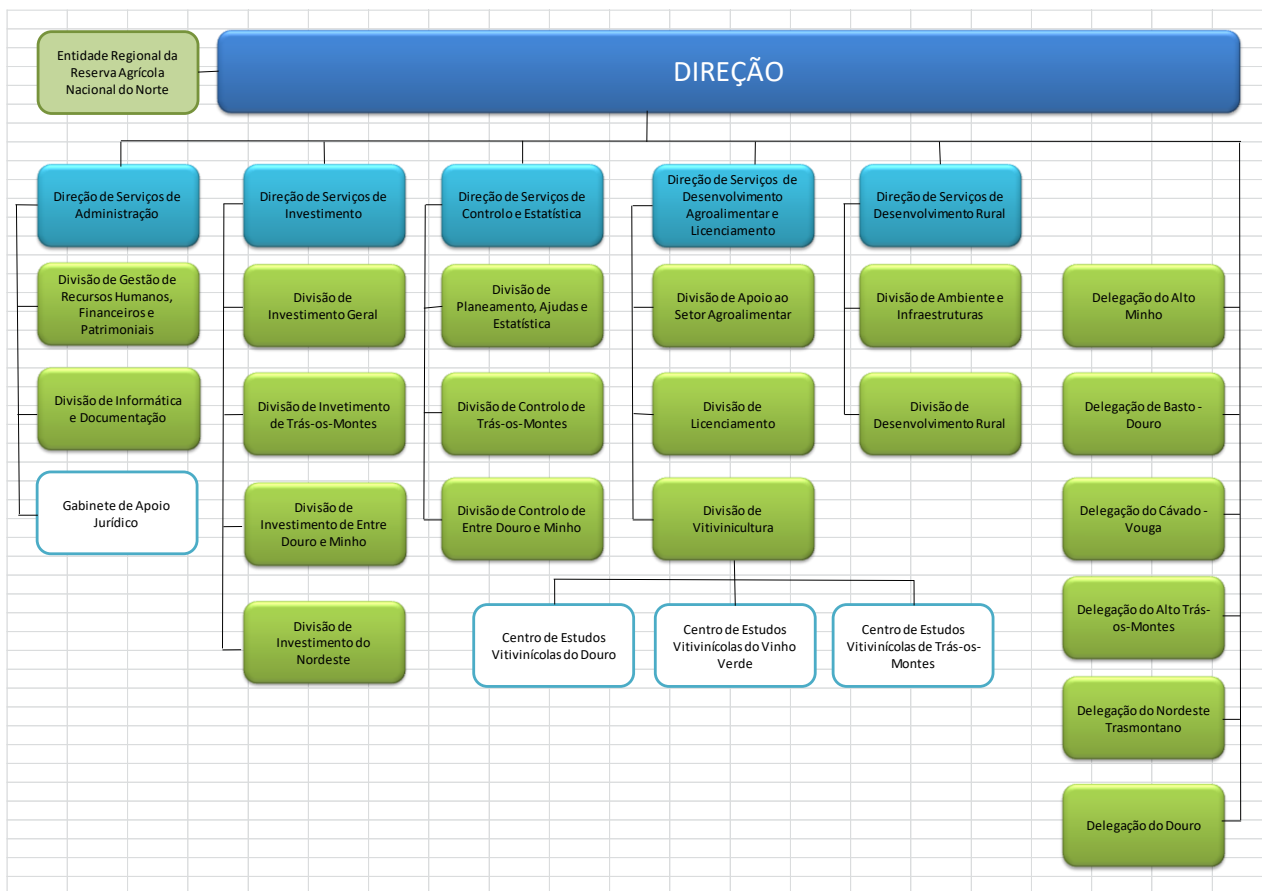 Entidade Regional da
Reserva Agrícola
Nacional do Norte
DIREÇÃO
Direção de Serviços de
Administração
Direção de Serviços de
Investimento
Direção de Serviços de
Controlo e Estatística
Direção de Serviços de
Desenvolvimento
Agroalimentar e
Licenciamento
Direção de Serviços de
Desenvolvimento Rural
Divisão de Gestão de
Recursos Humanos,
Financeiros e
Patrimoniais
Divisão de
Investimento Geral
Divisão de
Planeamento, Ajudas e
Estatística
Divisão de Apoio ao
Setor Agroalimentar
Divisão de Ambiente e
Infraestruturas
Delegação do Alto
Minho
Divisão de Informática
e Documentação
Divisão de Invetimento
de Trás-os-Montes
Divisão de Controlo de
Trás-os-Montes
Divisão de
Licenciamento
Divisão de
Desenvolvimento Rural
Delegação de Basto -
Douro
Gabinete de Apoio
Jurídico
Divisão de
Investimento de Entre
Douro e Minho
Divisão de Controlo de
Entre Douro e Minho
Divisão de
Vitivinicultura
Delegação do Cávado -
Vouga
Divisão de
Investimento do
Nordeste
Centro de Estudos
Vitivinícolas do Douro
Centro de Estudos
Vitivinícolas do Vinho
Verde
Centro de Estudos
Vitivinícolas de Trás-os-
Montes
Delegação do Alto Trás-
os-Montes
Delegação do Nordeste
Trasmontano
Delegação do Douro